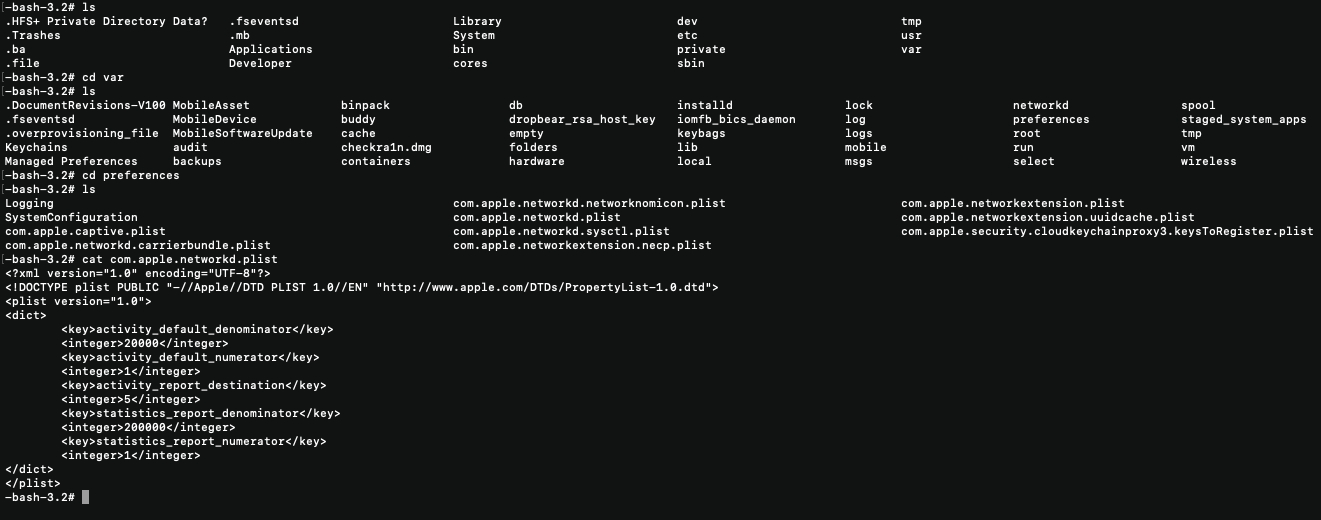 -bash-3.2# ls
.HFS+ Private Directory Data? .fseventsd Library dev tmp
.Trashes .mb System etc usr
.ba Applications bin private var
.file Developer cores sbin
-bash-3.2# cd var
-bash-3.2# ls
.DocumentRevisions-V100 MobileAsset binpack db installd lock networkd spool
.fseventsd MobileDevice buddy dropbear_rsa_host_key iomfb_bics_daemon log preferences staged_system_apps
.overprovisioning_file MobileSoftwareUpdate cache empty keybags logs root tmp
Keychains audit checkra1n.dmg folders lib mobile run vm
Managed Preferences backups containers hardware local msgs select wireless
-bash-3.2# cd preferences
-bash-3.2# ls
Logging com.apple.networkd.networknomicon.plist com.apple.networkextension.plist
SystemConfiguration com.apple.networkd.plist com.apple.networkextension.uuidcache.plist
com.apple.captive.plist com.apple.networkd.sysctl.plist com.apple.security.cloudkeychainproxy3.keysToRegister.plist
com.apple.networkd.carrierbundle.plist com.apple.networkextension.necp.plist
-bash-3.2# cat com.apple.networkd.plist
<?xml version="1.0" encoding="UTF-8"?>
<!DOCTYPE plist PUBLIC "-//Apple//DTD PLIST 1.0//EN" "http://www.apple.com/DTDs/PropertyList-1.0.dtd">
<plist version="1.0">
<dict>
<key>activity_default_denominator</key>
<integer>20000</integer>
<key>activity_default_numerator</key>
<integer>1</integer>
<key>activity_report_destination</key>
<integer>5</integer>
<key>statistics_report_denominator</key>
<integer>200000</integer>
<key>statistics_report_numerator</key>
<integer>1</integer>
</dict>
</plist>
-bash-3.2#